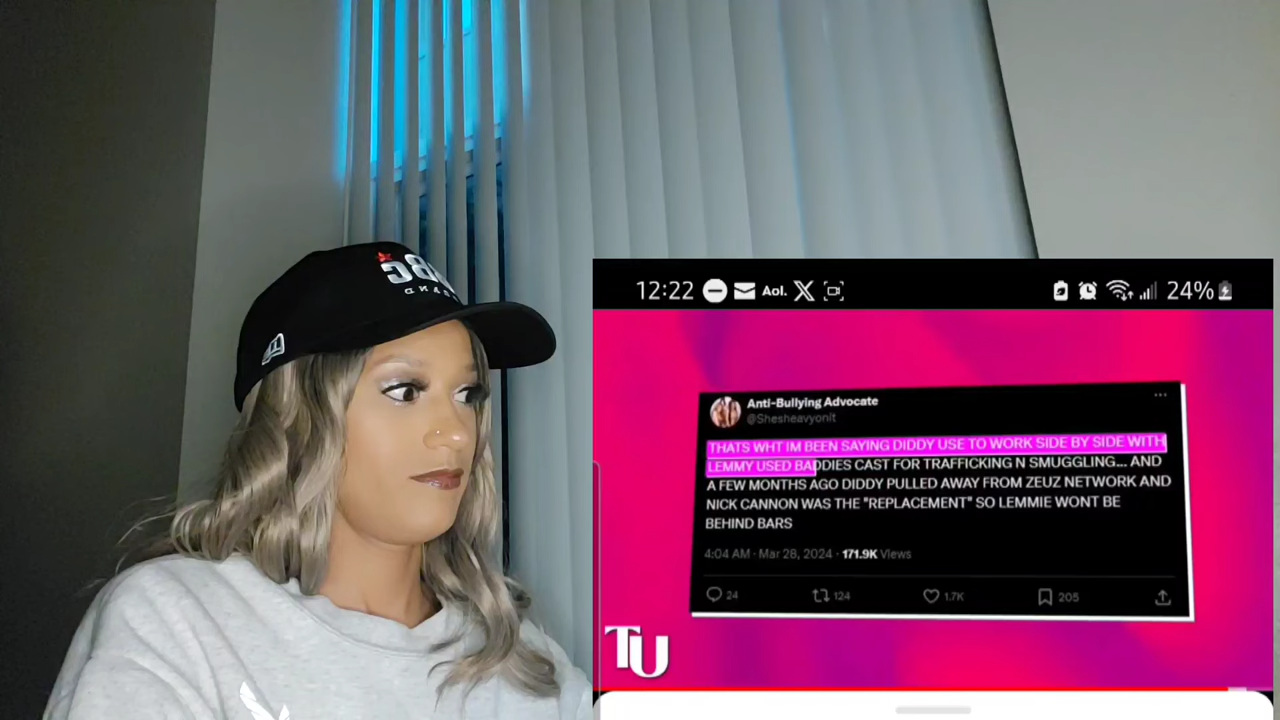 12:22 Aol. X 24%
Anti-Bullying Advocate
@Shesheavyonit
THATS WHT IM BEEN SAYING DIDDY USE TO WORK SIDE BY SIDE WITH
LEMMY USED BADDIES CAST FOR TRAFFICKING N SMUGGLING... AND
A FEW MONTHS AGO DIDDY PULLED AWAY FROM ZEUZ NETWORK AND
NICK CANNON WAS THE "REPLACEMENT" SO LEMMIE WONT BE
BEHIND BARS
4:04 AM · Mar 28, 2024 · 171.9K Views
24 124 1.7K 205
TU